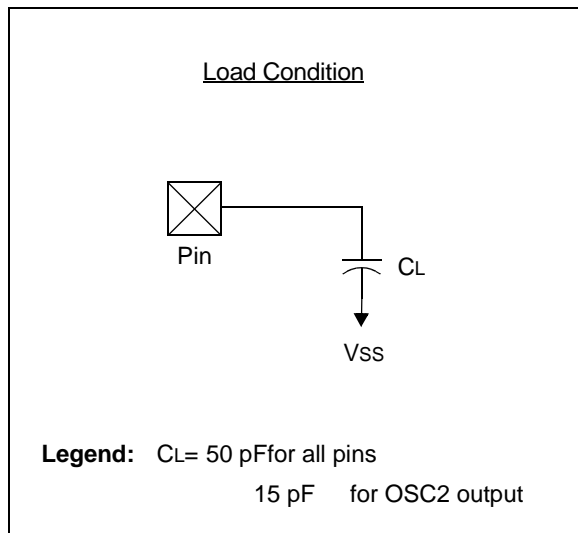 Load Condition
Pin
CL
VSS
Legend: CL= 50 pFfor all pins
15 pF for OSC2 output